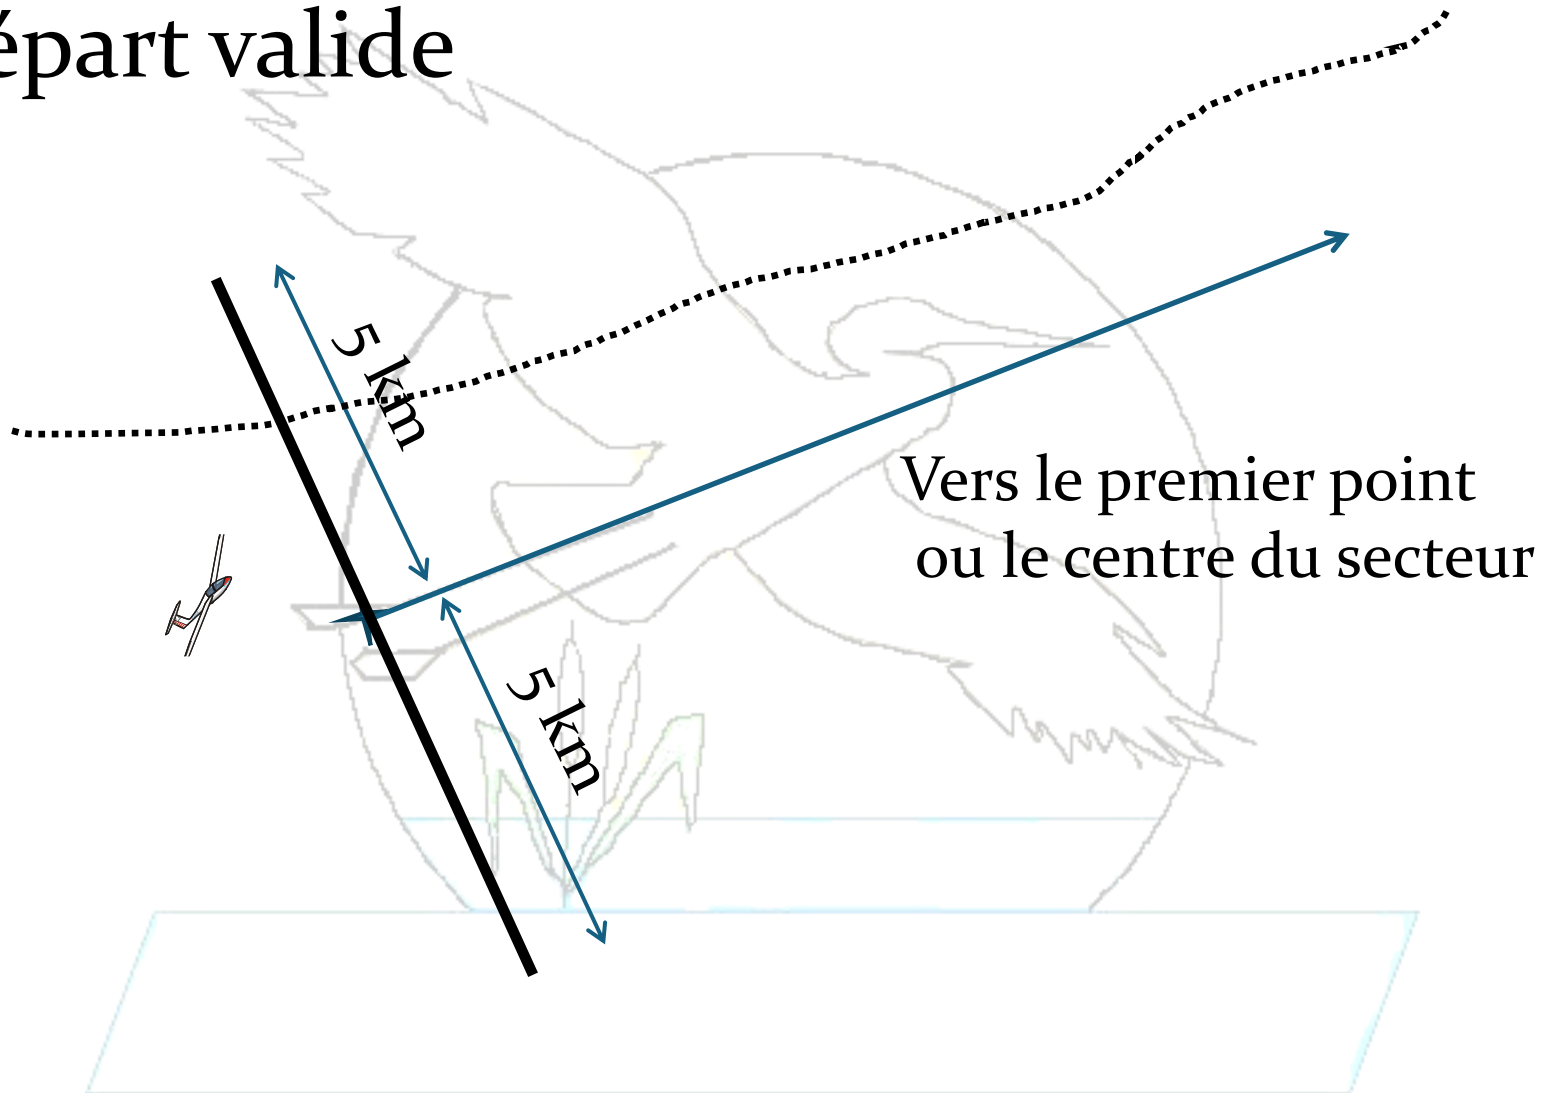 épart valide
5 km
Vers le premier point
ou le centre du secteur
5 km